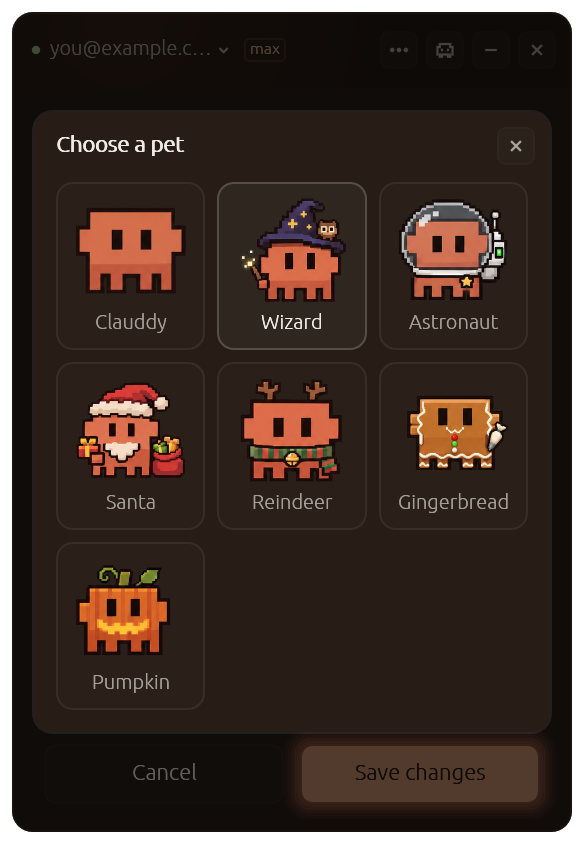 you@example.c... max
Choose a pet
Clauddy Wizard Astronaut
Santa Reindeer Gingerbread
Pumpkin
Cancel Save changes